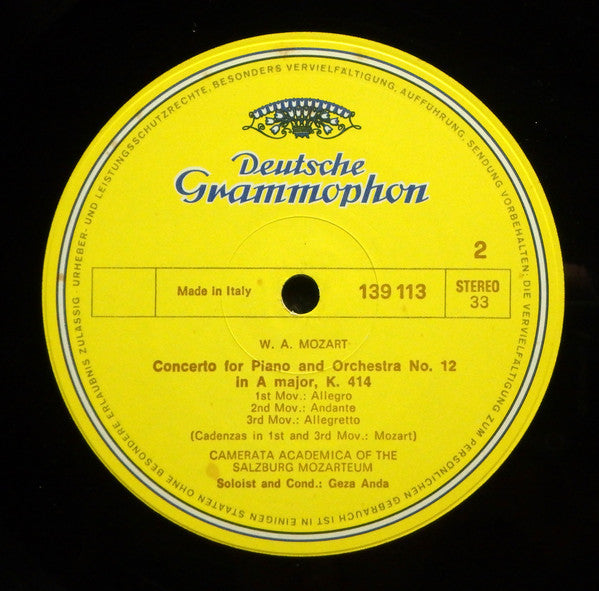 Deutsche
Grammophon
2
Made in Italy
139 113
STEREO
33
W. A. MOZART
Concerto for Piano and Orchestra No. 12
in A major, K. 414
1st Mov.: Allegro
2nd Mov.: Andante
3rd Mov.: Allegretto
(Cadenzas in 1st and 3rd Mov.: Mozart)
CAMERATA ACADEMICA OF THE
SALZBURG MOZARTEUM
Soloist and Cond.: Geza Anda
URHEBER- UND LEISTUNGSSCHUTZRECHTE, BESONDERS VERVIELFÄLTIGUNG, AUFFÜHRUNG, SENDUNG VORBEHALTEN. DIE VERVIELFÄLTIGUNG ZUM PERSÖNLICHEN GEBRAUCH IST IN EINIGEN STAATEN OHNE BESONDERE ERLAUBNIS ZULÄSSIG ·